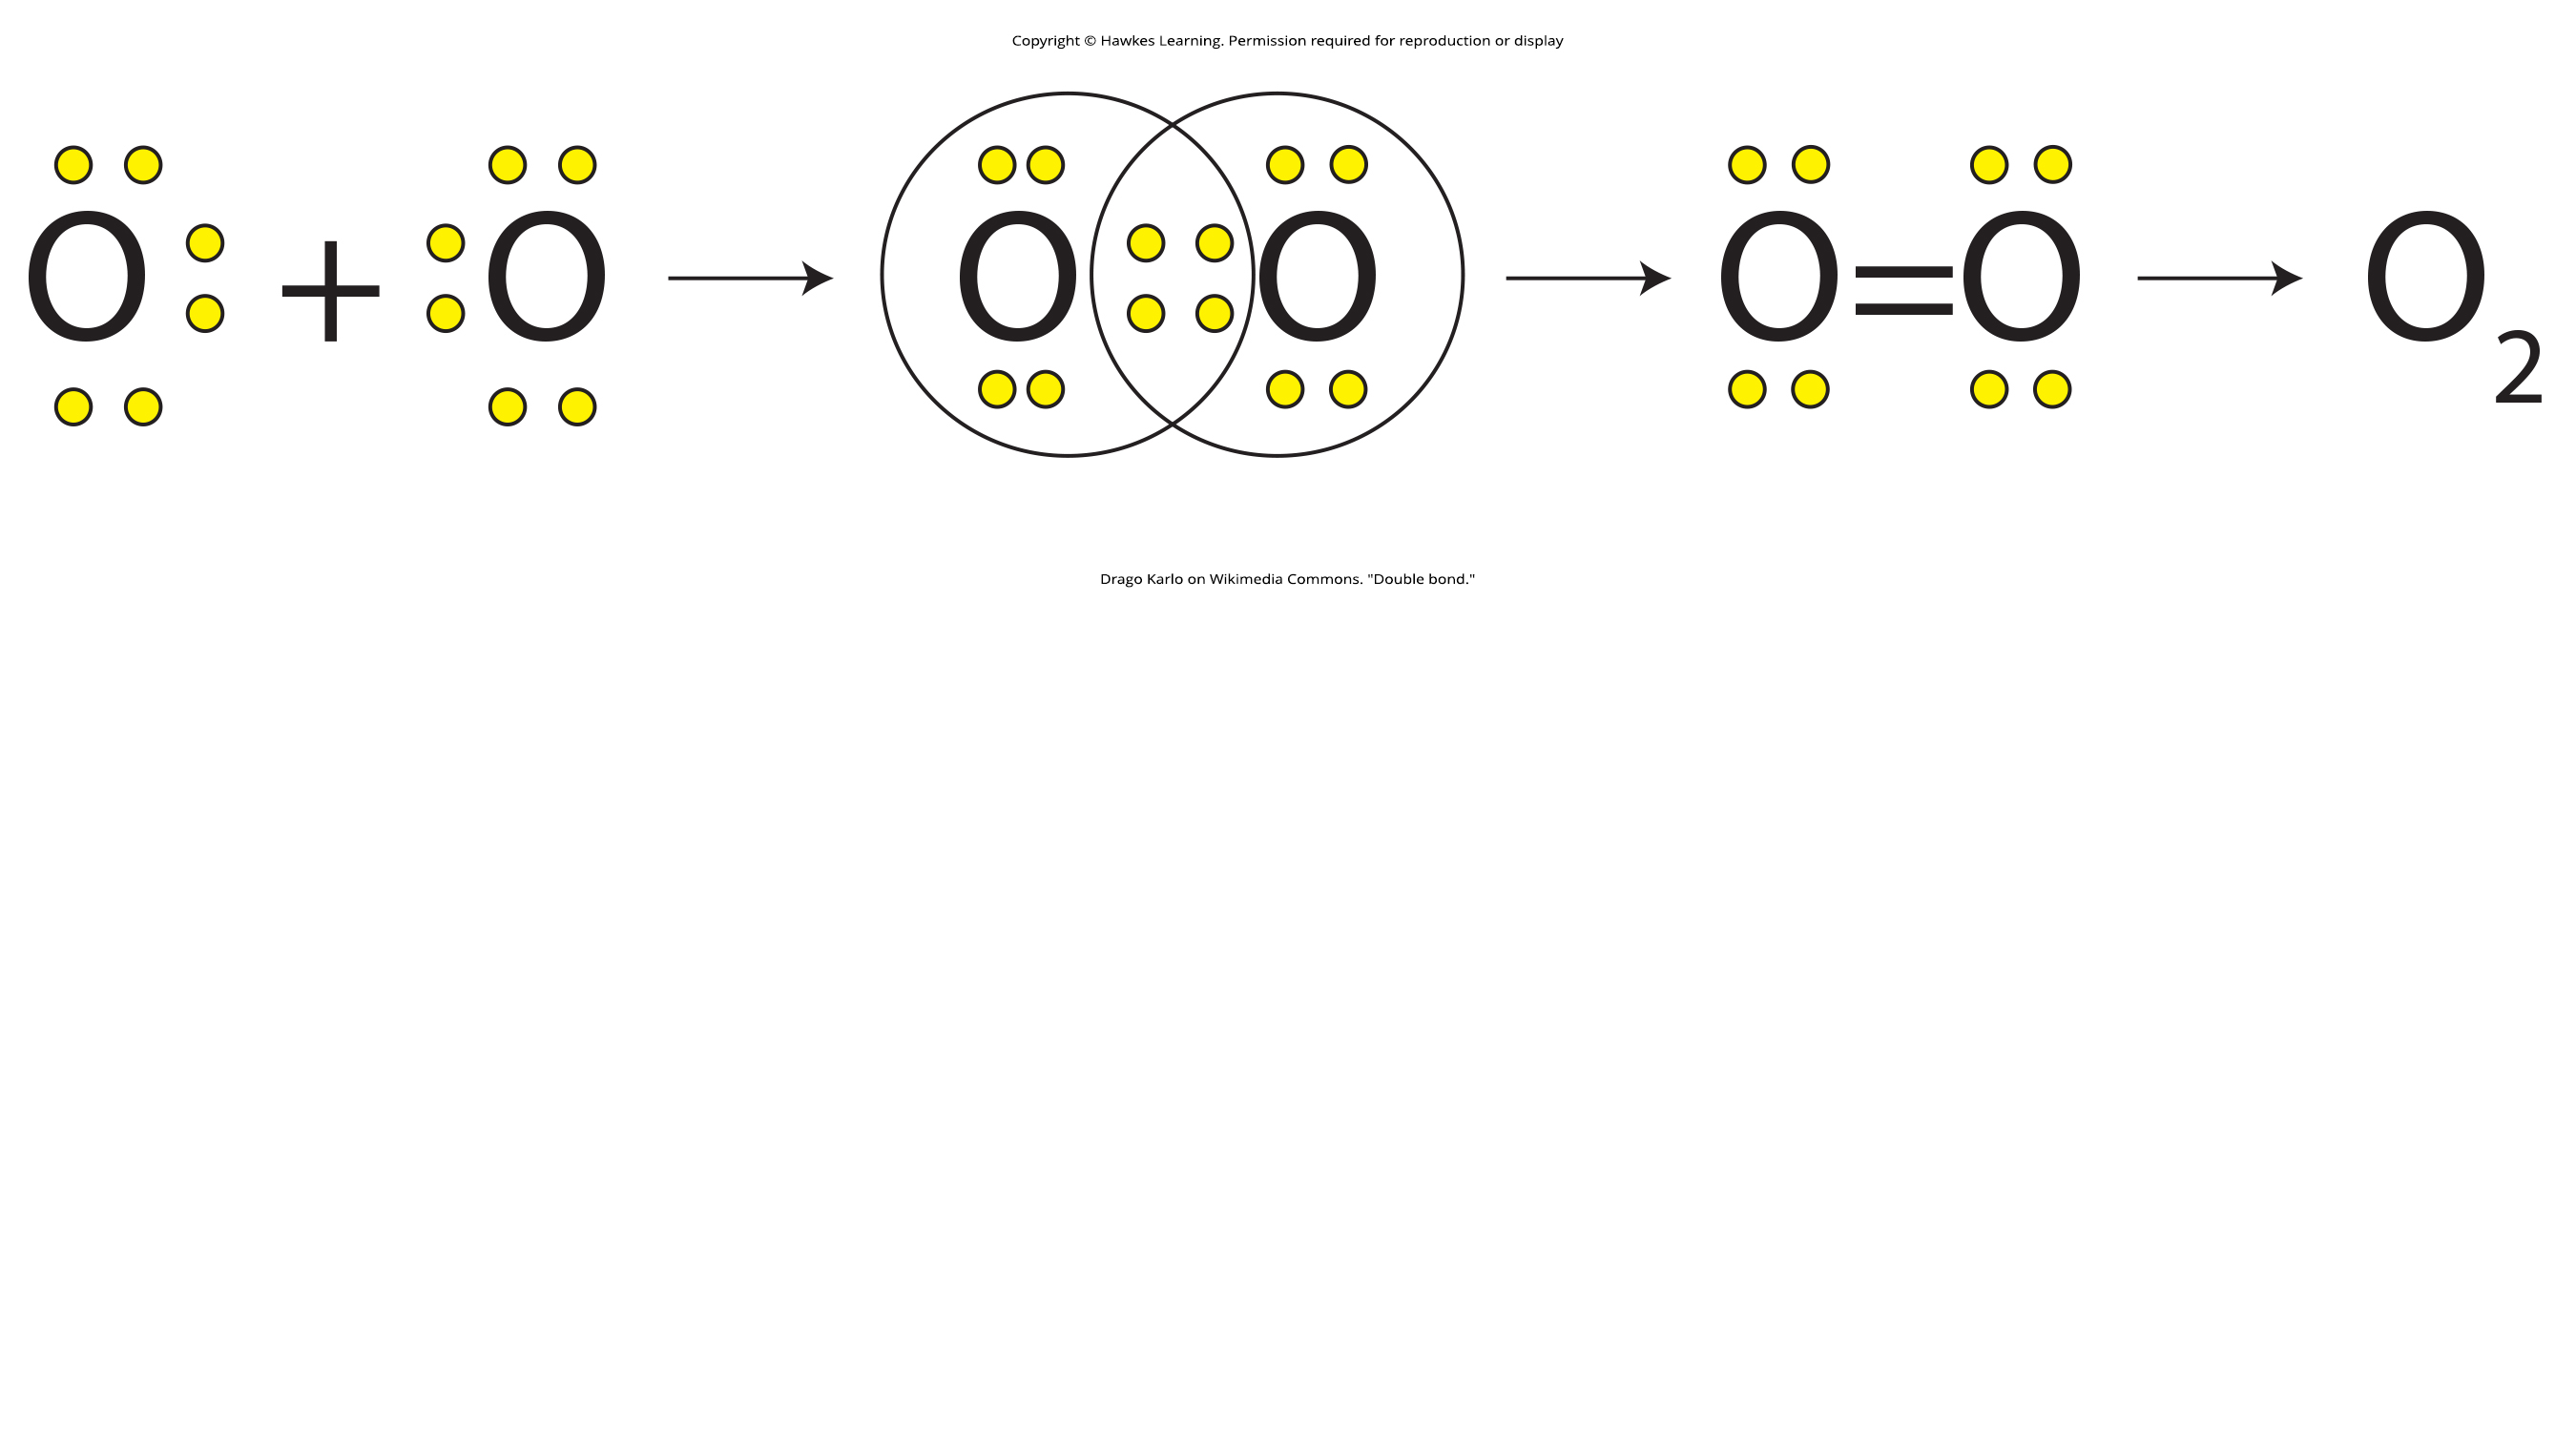 Copyright © Hawkes Learning. Permission required for reproduction or display
O + O → O O → O=O → O2
Drago Karlo on Wikimedia Commons. "Double bond."